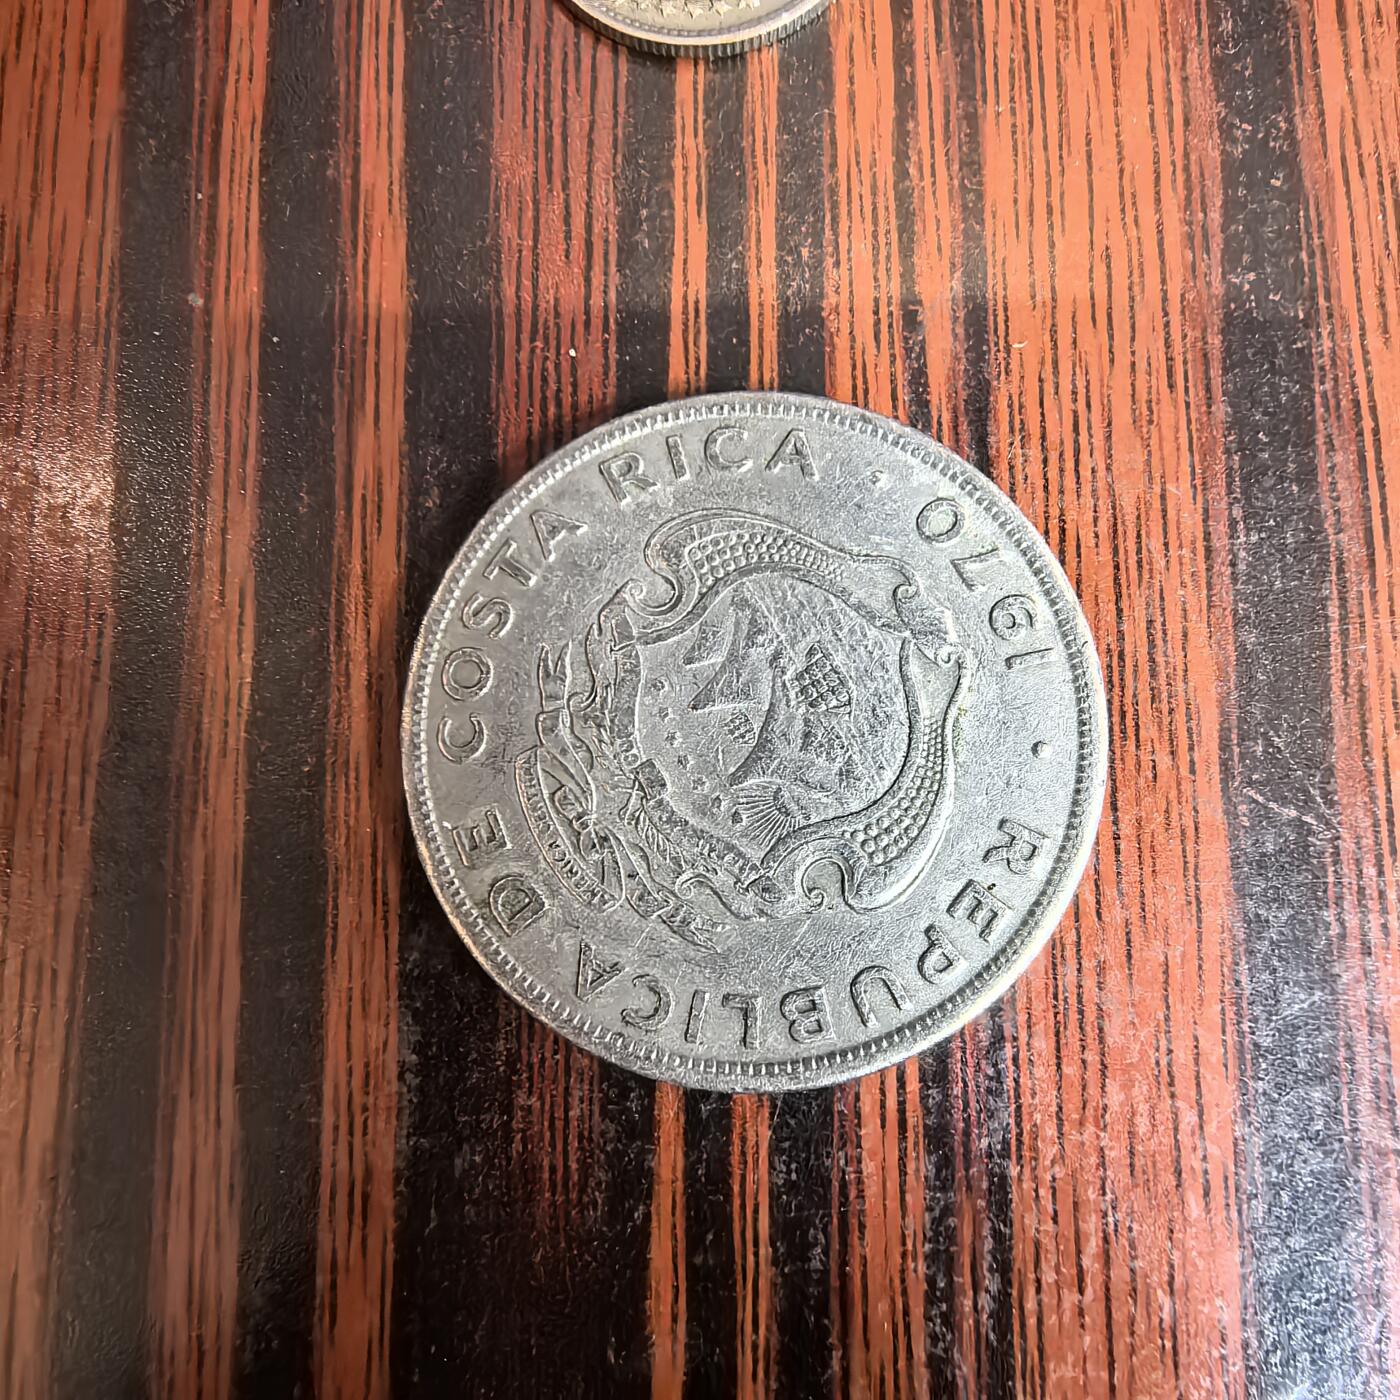 REPUBLICA DE COSTA RICA
1970